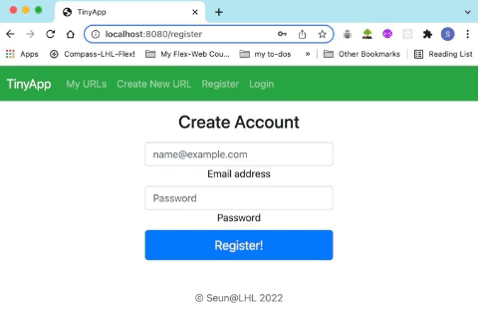 TinyApp
localhost:8080/register
Apps Compass-LHL-Flex! My Flex-Web Cou... my to-dos » Other Bookmarks Reading List
TinyApp My URLs Create New URL Register Login
Create Account
name@example.com
Email address
Password
Password
Register!
© Seun@LHL 2022